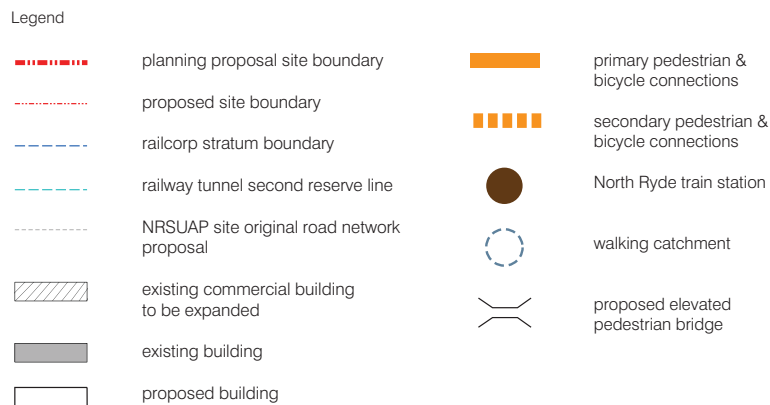 Legend
planning proposal site boundary
proposed site boundary
railcorp stratum boundary
railway tunnel second reserve line
NRSUAP site original road network
proposal
existing commercial building
to be expanded
existing building
proposed building
primary pedestrian &
bicycle connections
secondary pedestrian &
bicycle connections
North Ryde train station
walking catchment
proposed elevated
pedestrian bridge